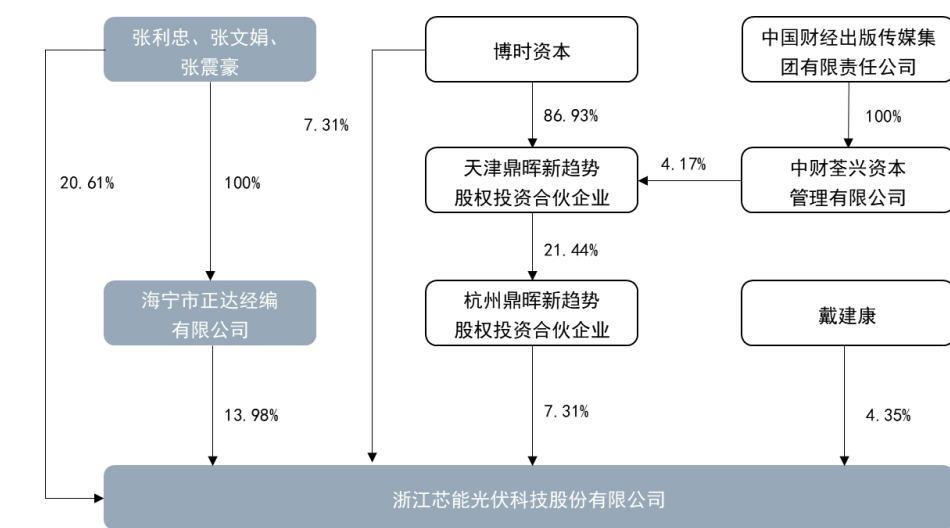 张利忠、张文娟、
张震豪
博时资本
中国财经出版传媒集
团有限责任公司
86.93%
100%
7.31%
天津鼎晖新趋势
股权投资合伙企业
4.17%
中财荃兴资本
管理有限公司
20.61%
100%
21.44%
海宁市正达经编
有限公司
杭州鼎晖新趋势
股权投资合伙企业
戴建康
13.98%
7.31%
4.35%
浙江芯能光伏科技股份有限公司